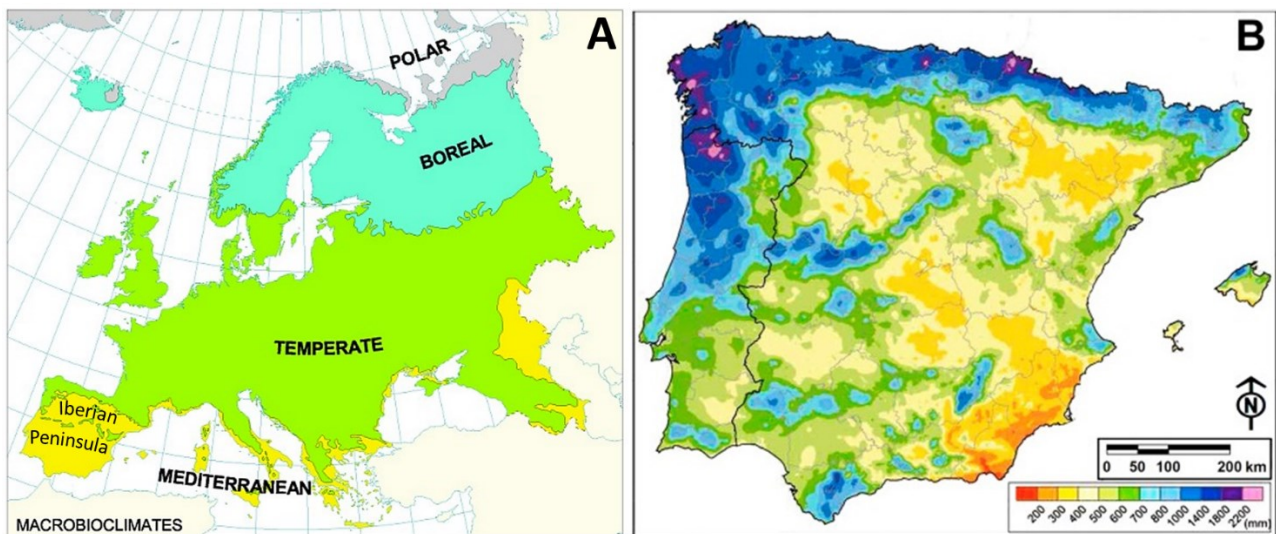 A
POLAR
BOREAL
TEMPERATE
Iberian
Peninsula
MEDITERRANEAN
MACROBIOCLIMATES
B
N
0 50 100 200 km
200 300 400 500 600 700 800 1000 1400 1800 2200 (mm)